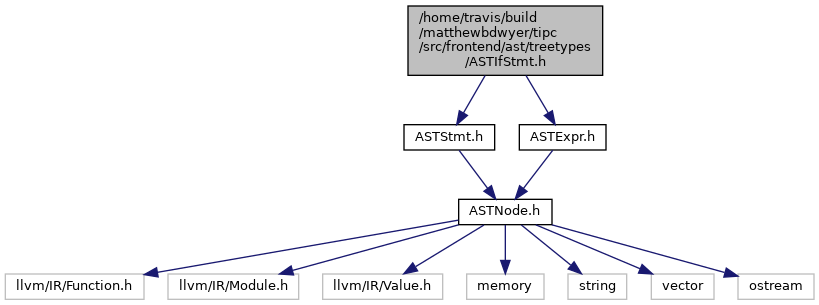 /home/travis/build
/matthewbdwyer/tipc
/src/frontend/ast/treetypes
/ASTIfStmt.h
ASTStmt.h
ASTExpr.h
ASTNode.h
llvm/IR/Function.h
llvm/IR/Module.h
llvm/IR/Value.h
memory
string
vector
ostream